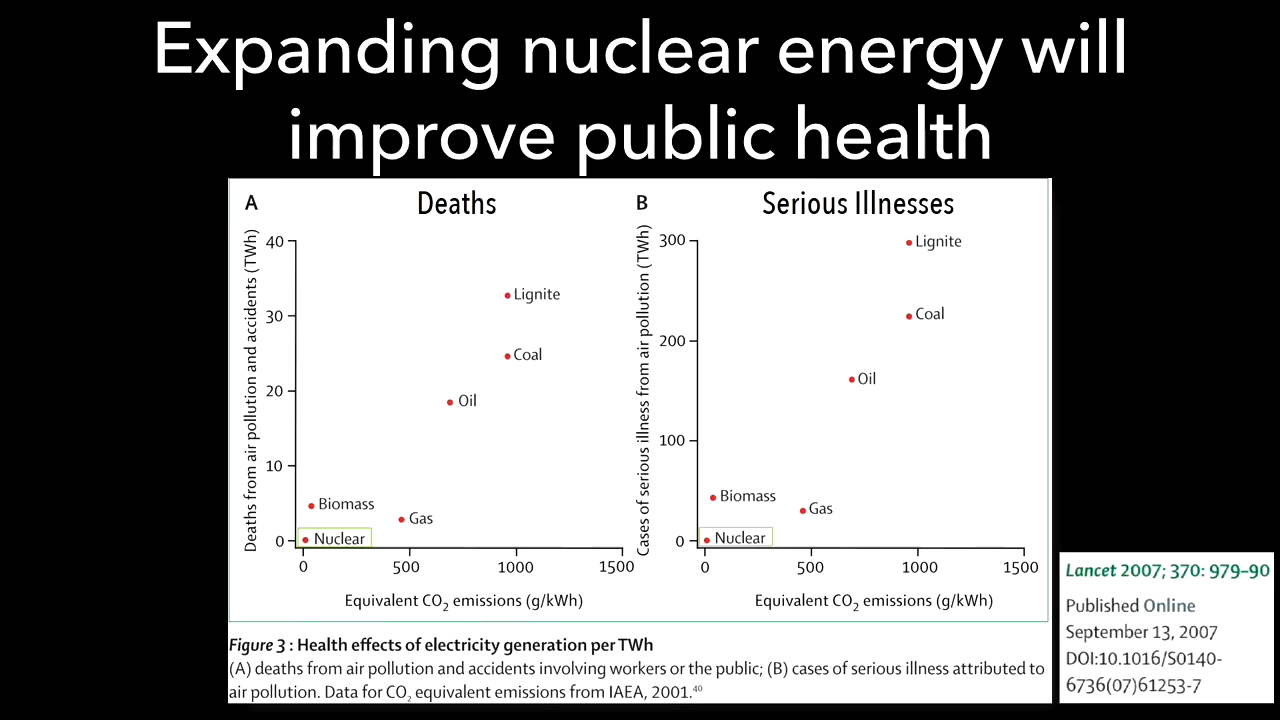 Expanding nuclear energy will
improve public health
A
Deaths
Deaths from air pollution and accidents (TWh)
40
30
20
10
0
Lignite
Coal
Oil
Biomass
Gas
Nuclear
0
500
1000
1500
Equivalent CO₂ emissions (g/kWh)
B
Serious Illnesses
Cases of serious illness from air pollution (TWh)
300
200
100
0
Lignite
Coal
Oil
Biomass
Gas
Nuclear
0
500
1000
1500
Equivalent CO₂ emissions (g/kWh)
Figure 3 : Health effects of electricity generation per TWh
(A) deaths from air pollution and accidents involving workers or the public; (B) cases of serious illness attributed to
air pollution. Data for CO₂ equivalent emissions from IAEA, 2001.⁴⁰
Lancet 2007; 370: 979–90
Published Online
September 13, 2007
DOI:10.1016/S0140-
6736(07)61253-7